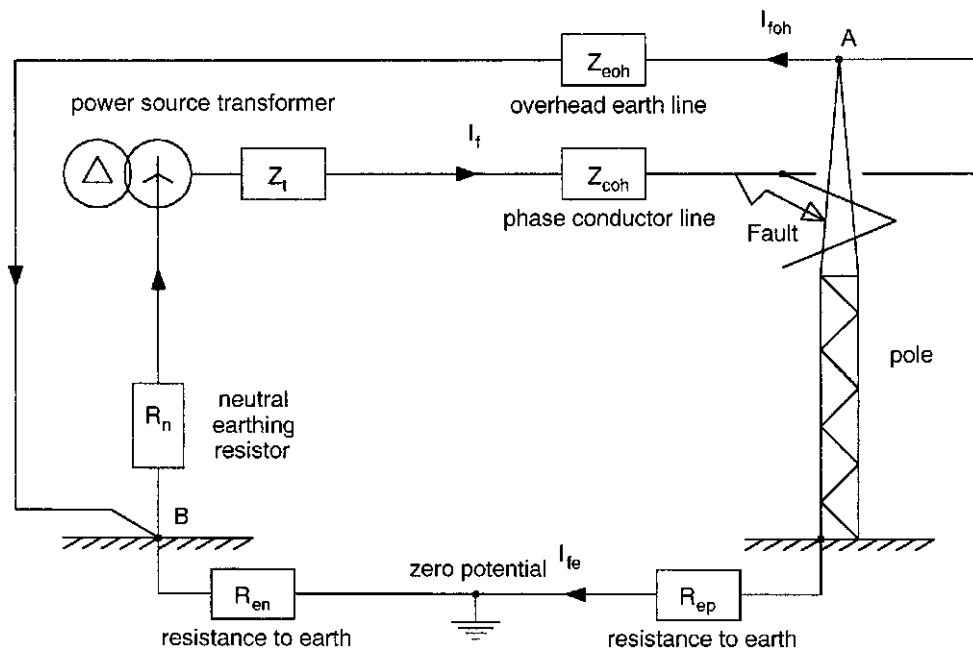 I_foh
A
Z_eoh
overhead earth line
power source transformer
I_f
Δ
Z_t
Z_coh
phase conductor line
Fault
pole
R_n
neutral
earthing
resistor
B
zero potential
I_fe
R_en
R_ep
resistance to earth
resistance to earth